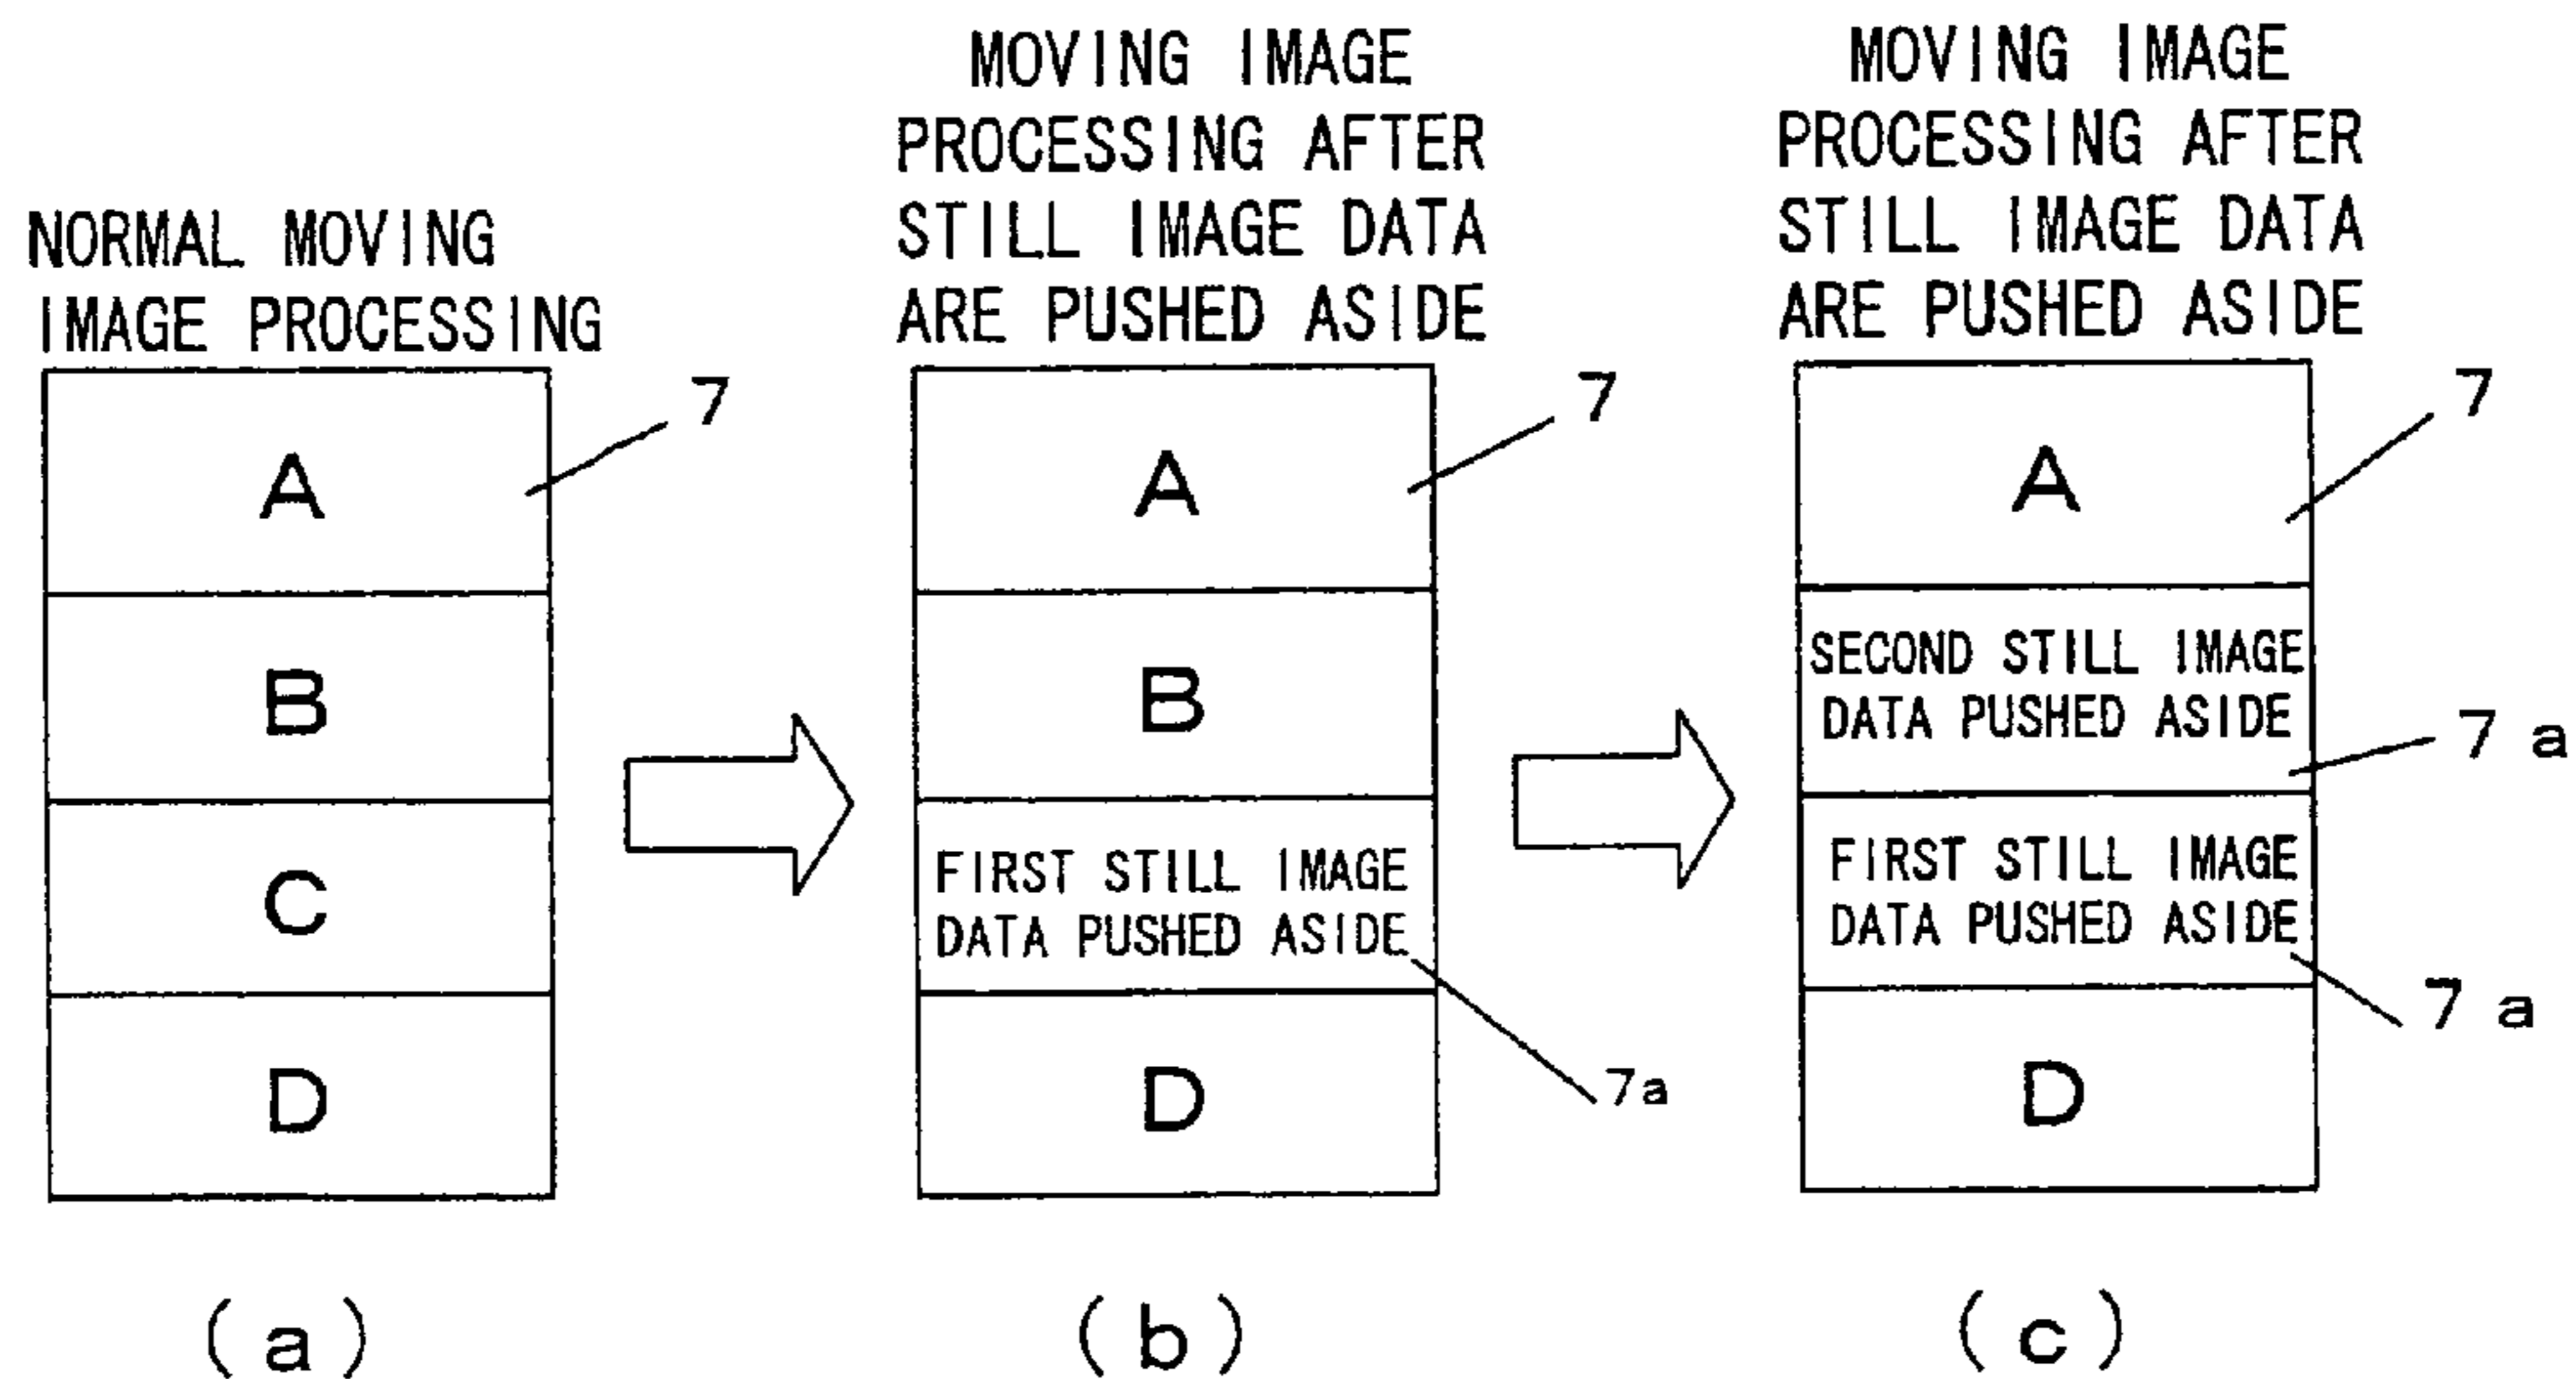 NORMAL MOVING
IMAGE PROCESSING
7
A
B
C
D
(a)
MOVING IMAGE
PROCESSING AFTER
STILL IMAGE DATA
ARE PUSHED ASIDE
7
A
B
FIRST STILL IMAGE
DATA PUSHED ASIDE
7a
D
(b)
MOVING IMAGE
PROCESSING AFTER
STILL IMAGE DATA
ARE PUSHED ASIDE
7
A
SECOND STILL IMAGE
DATA PUSHED ASIDE
7a
FIRST STILL IMAGE
DATA PUSHED ASIDE
7a
D
(c)